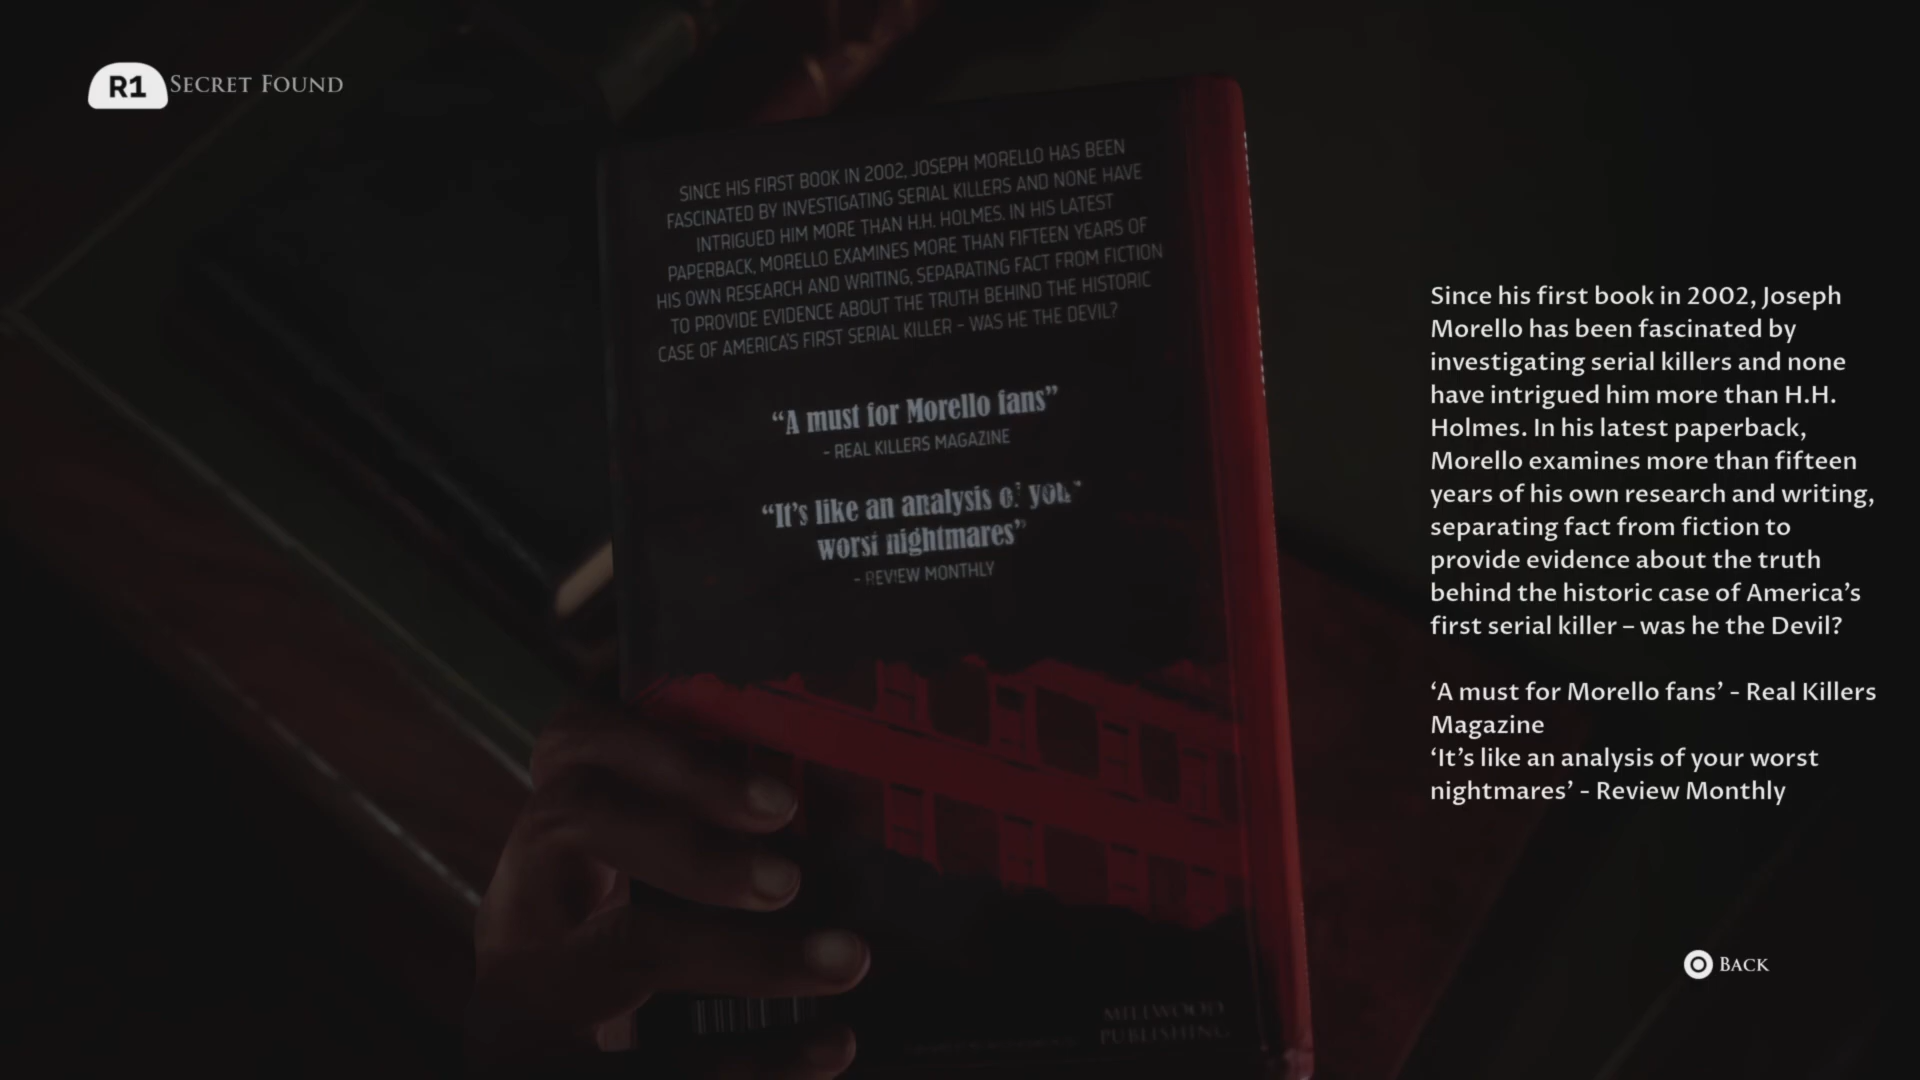 R1 SECRET FOUND
SINCE HIS FIRST BOOK IN 2002, JOSEPH MORELLO HAS BEEN
FASCINATED BY INVESTIGATING SERIAL KILLERS AND NONE HAVE
INTRIGUED HIM MORE THAN H.H. HOLMES. IN HIS LATEST
PAPERBACK, MORELLO EXAMINES MORE THAN FIFTEEN YEARS OF
HIS OWN RESEARCH AND WRITING, SEPARATING FACT FROM FICTION
TO PROVIDE EVIDENCE ABOUT THE TRUTH BEHIND THE HISTORIC
CASE OF AMERICA'S FIRST SERIAL KILLER – WAS HE THE DEVIL?
“A must for Morello fans”
- REAL KILLERS MAGAZINE
“It's like an analysis of your
worst nightmares”
- REVIEW MONTHLY
MILLWOOD
PUBLISHING
Since his first book in 2002, Joseph
Morello has been fascinated by
investigating serial killers and none
have intrigued him more than H.H.
Holmes. In his latest paperback,
Morello examines more than fifteen
years of his own research and writing,
separating fact from fiction to
provide evidence about the truth
behind the historic case of America’s
first serial killer – was he the Devil?
‘A must for Morello fans’ - Real Killers
Magazine
‘It’s like an analysis of your worst
nightmares’ - Review Monthly
BACK